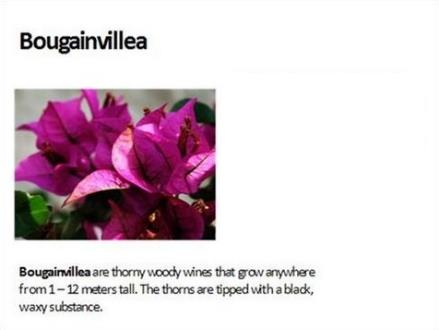 Bougainvillea
Bougainvillea are thorny woody wines that grow anywhere
from 1 – 12 meters tall. The thorns are tipped with a black,
waxy substance.